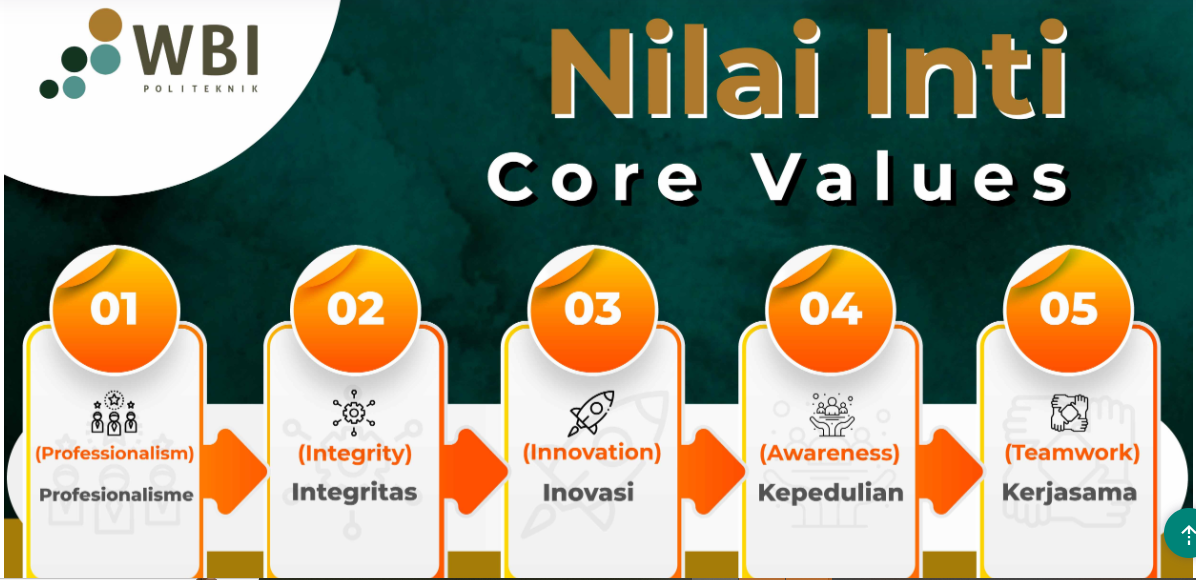 WBI
POLITEKNIK
Nilai Inti
Core Values
01
(Professionalism)
Profesionalisme
02
(Integrity)
Integritas
03
(Innovation)
Inovasi
04
(Awareness)
Kepedulian
05
(Teamwork)
Kerjasama